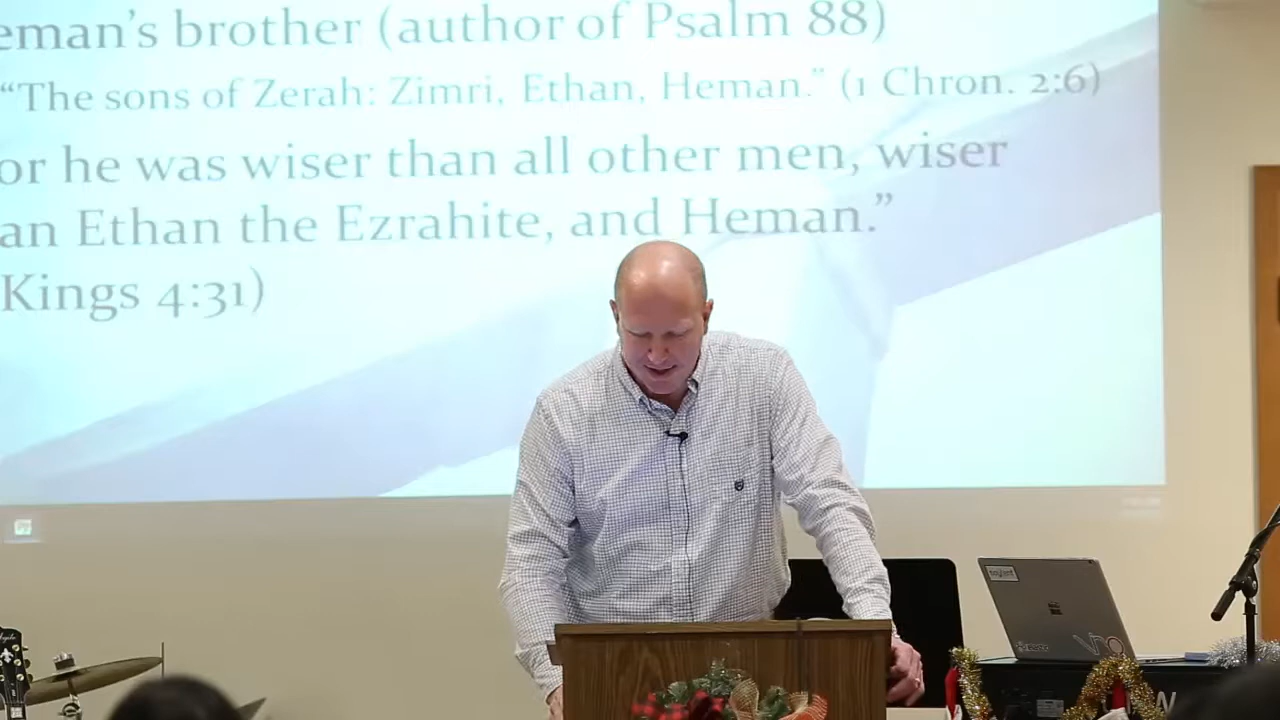 eman's brother (author of Psalm 88)
“The sons of Zerah: Zimri, Ethan, Heman.” (1 Chron. 2:6)
or he was wiser than all other men, wiser
an Ethan the Ezrahite, and Heman.”
Kings 4:31)